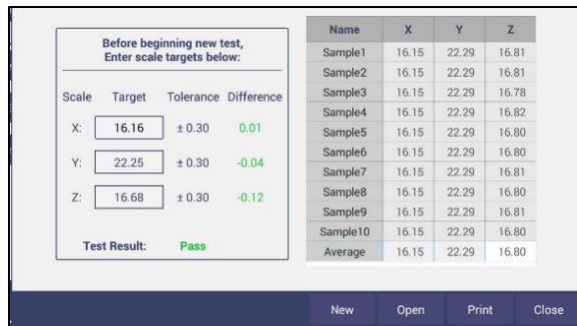 Before beginning new test,
Enter scale targets below:
Scale Target Tolerance Difference
X: 16.16 ± 0.30 0.01
Y: 22.25 ± 0.30 -0.04
Z: 16.68 ± 0.30 -0.12
Test Result: Pass
Name X Y Z
Sample1 16.15 22.29 16.81
Sample2 16.15 22.29 16.81
Sample3 16.15 22.29 16.78
Sample4 16.15 22.29 16.82
Sample5 16.15 22.29 16.80
Sample6 16.15 22.29 16.80
Sample7 16.15 22.29 16.81
Sample8 16.15 22.29 16.80
Sample9 16.15 22.29 16.81
Sample10 16.15 22.29 16.80
Average 16.15 22.29 16.80
New Open Print Close